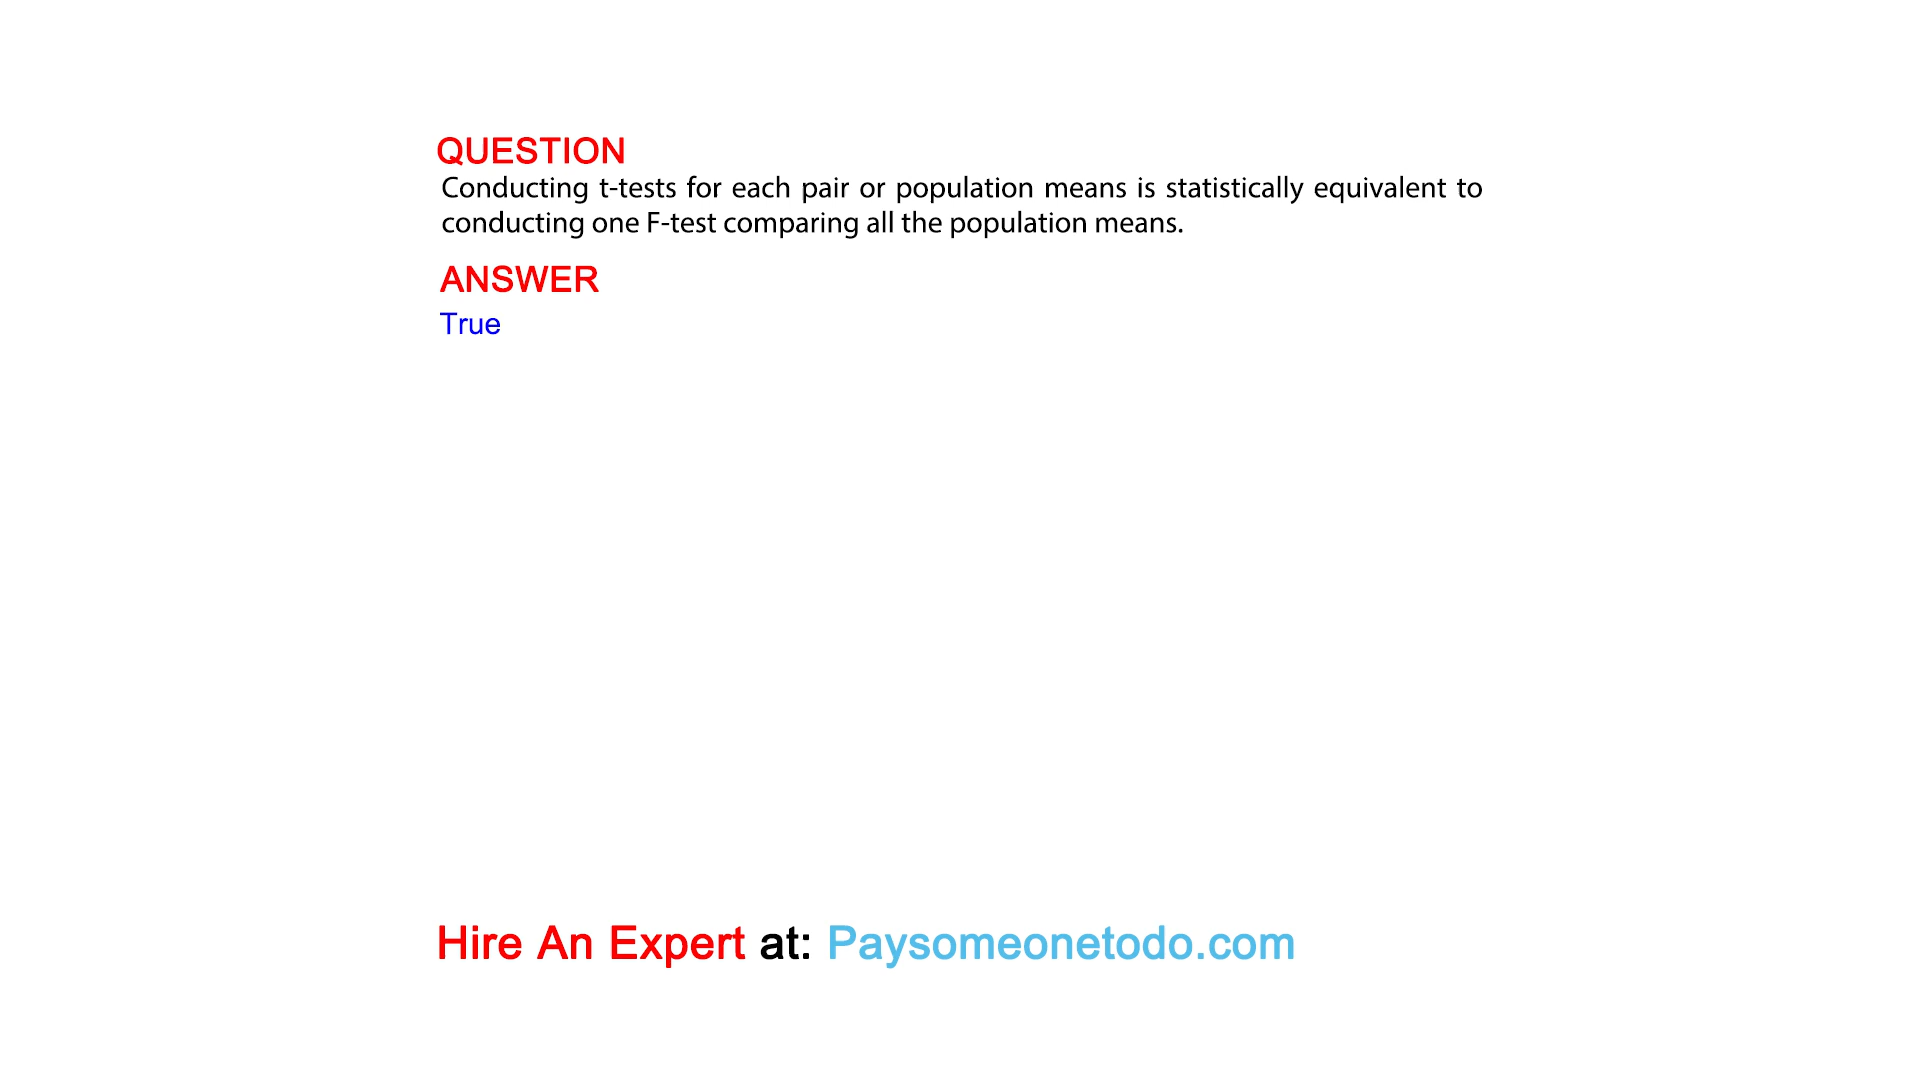 QUESTION
Conducting t-tests for each pair or population means is statistically equivalent to
conducting one F-test comparing all the population means.
ANSWER
True
Hire An Expert at: Paysomeonetodo.com